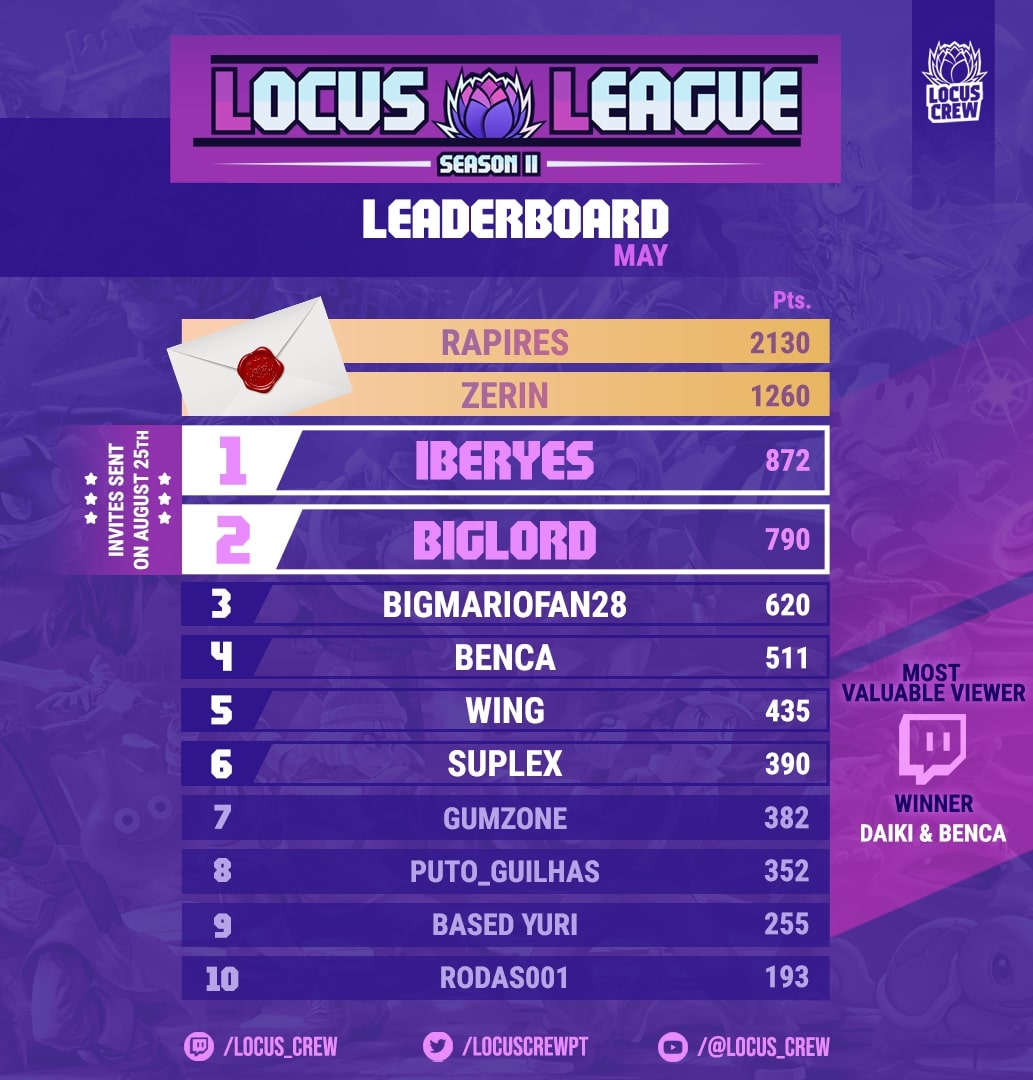 LOCUS LEAGUE
SEASON II
LOCUS
CREW
LEADERBOARD
MAY
Pts.
RAPIRES 2130
ZERIN 1260
INVITES SENT
ON AUGUST 25TH
1 IBERYES 872
2 BIGLORD 790
3 BIGMARIOFAN28 620
4 BENCA 511
5 WING 435
6 SUPLEX 390
7 GUMZONE 382
8 PUTO_GUILHAS 352
9 BASED YURI 255
10 RODAS001 193
MOST
VALUABLE VIEWER
WINNER
DAIKI & BENCA
/LOCUS_CREW /LOCUSCREWPT /@LOCUS_CREW